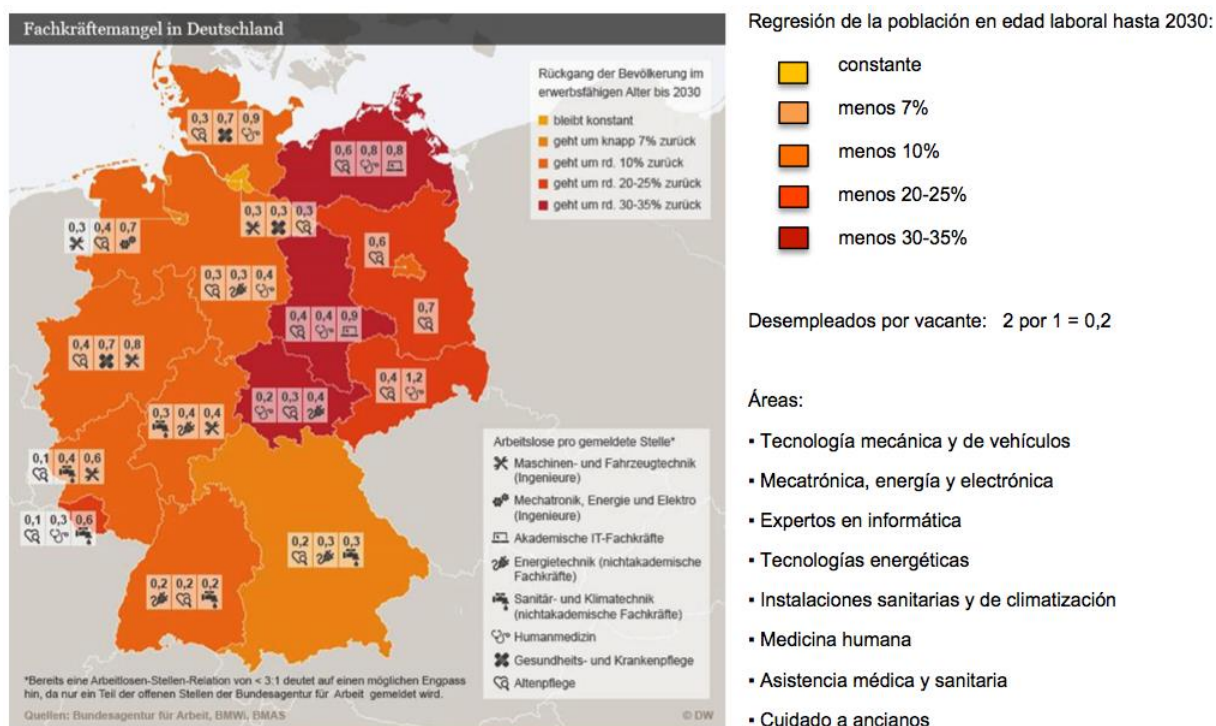 Fachkräftemangel in Deutschland
Rückgang der Bevölkerung im
erwerbsfähigen Alter bis 2030
bleibt konstant
geht um knapp 7% zurück
geht um rd. 10% zurück
geht um rd. 20-25% zurück
geht um rd. 30-35% zurück
0,3 0,7 0,9
0,6 0,8 0,8
0,3 0,3 0,3
0,3 0,4 0,7
0,6
0,3 0,3 0,4
0,7
0,4 0,4 0,9
0,4 0,7 0,8
0,4 1,2
0,2 0,3 0,4
0,3 0,4 0,4
0,1 0,4 0,6
0,1 0,3 0,6
0,2 0,3 0,3
0,2 0,2 0,2
Arbeitslose pro gemeldete Stelle*
Maschinen- und Fahrzeugtechnik
(Ingenieure)
Mechatronik, Energie und Elektro
(Ingenieure)
Akademische IT-Fachkräfte
Energietechnik (nichtakademische
Fachkräfte)
Sanitär- und Klimatechnik
(nichtakademische Fachkräfte)
Humanmedizin
Gesundheits- und Krankenpflege
Altenpflege
*Bereits eine Arbeitlosen-Stellen-Relation von < 3:1 deutet auf einen möglichen Engpass
hin, da nur ein Teil der offenen Stellen der Bundesagentur für Arbeit gemeldet wird.
Quellen: Bundesagentur für Arbeit, BMWi, BMAS
© DW
Regresión de la población en edad laboral hasta 2030:
constante
menos 7%
menos 10%
menos 20-25%
menos 30-35%
Desempleados por vacante: 2 por 1 = 0,2
Áreas:
▪ Tecnología mecánica y de vehículos
▪ Mecatrónica, energía y electrónica
▪ Expertos en informática
▪ Tecnologías energéticas
▪ Instalaciones sanitarias y de climatización
▪ Medicina humana
▪ Asistencia médica y sanitaria
▪ Cuidado a ancianos